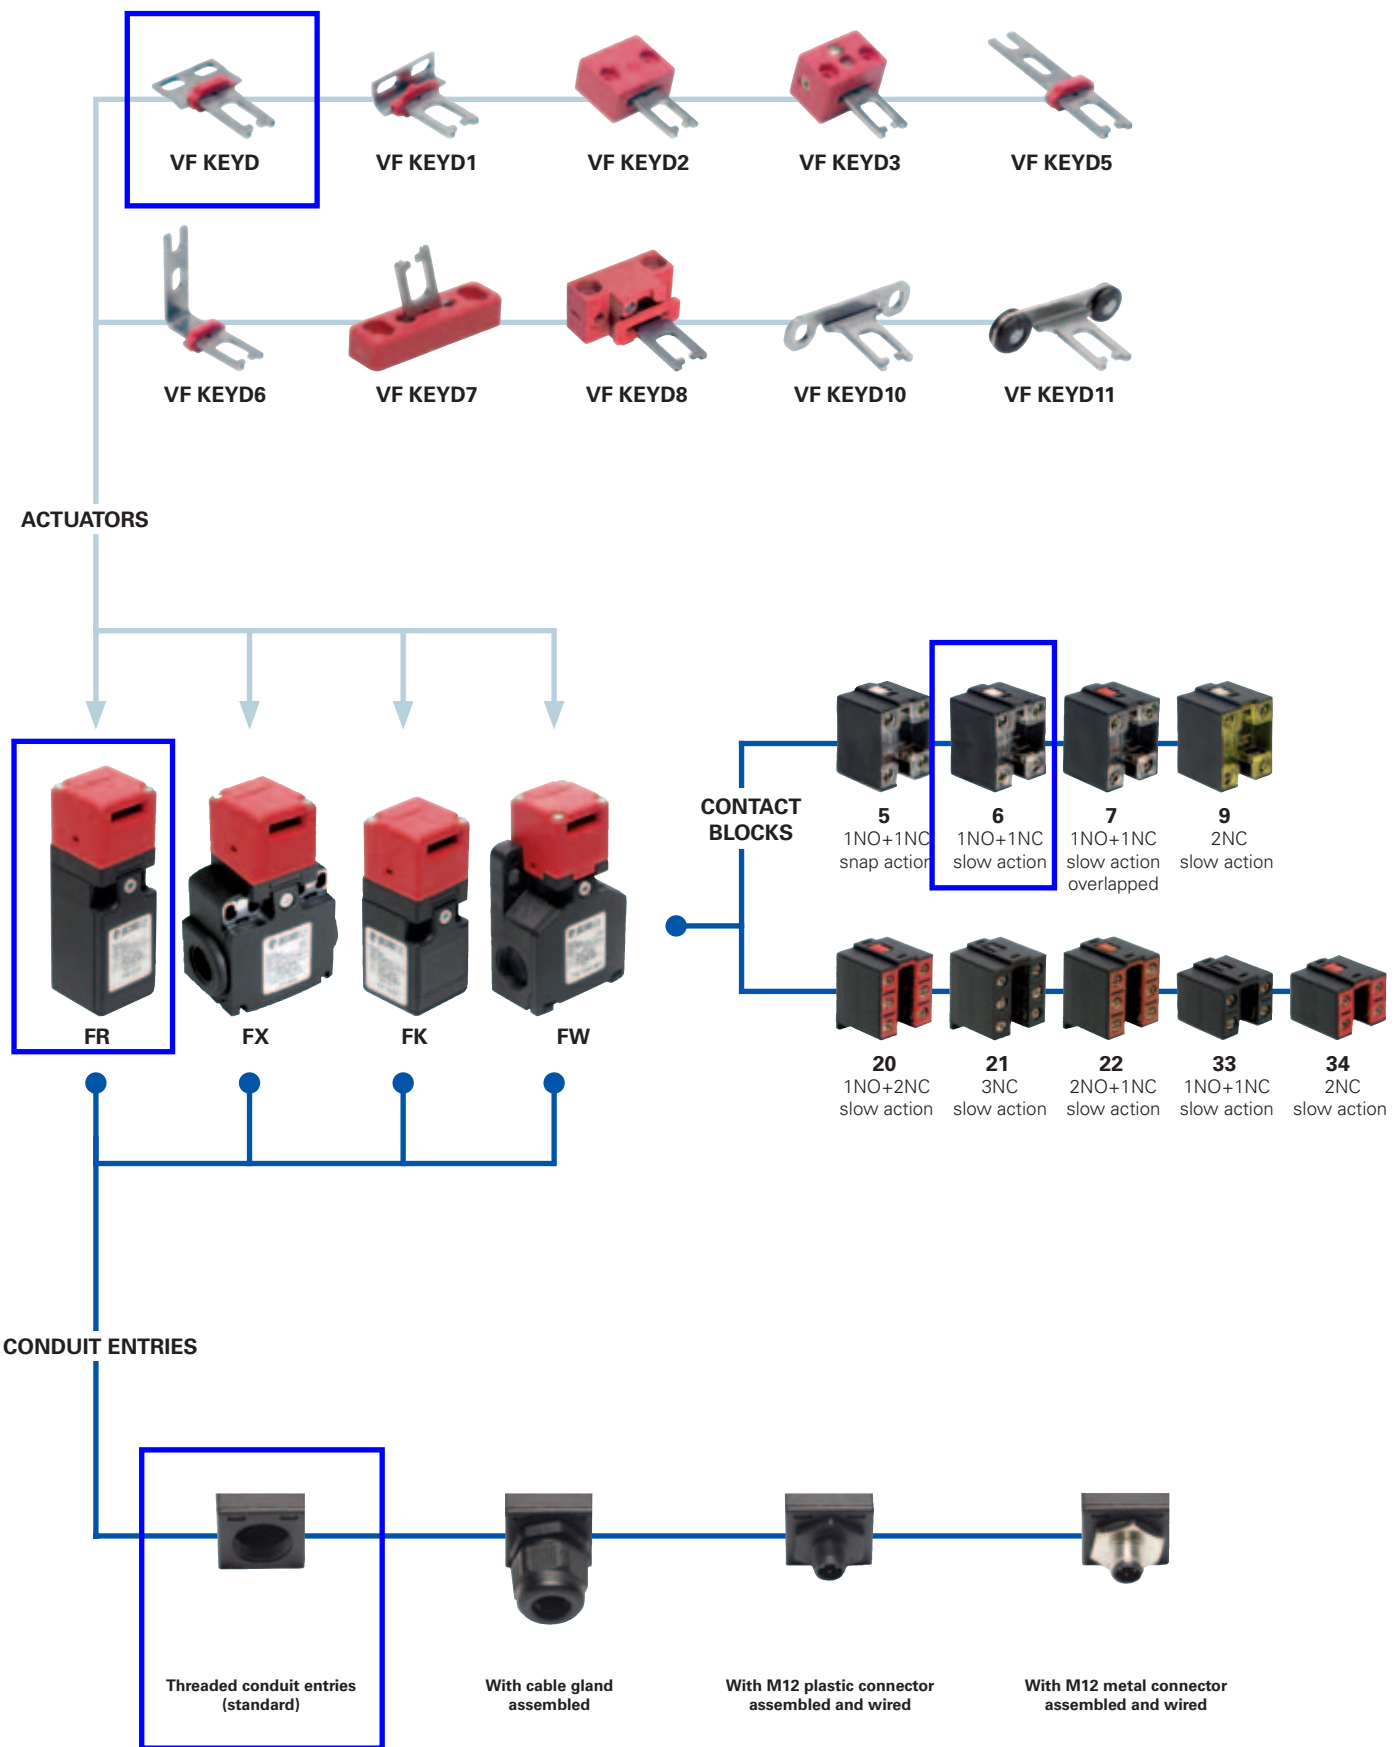 VF KEYD
VF KEYD1
VF KEYD2
VF KEYD3
VF KEYD5
VF KEYD6
VF KEYD7
VF KEYD8
VF KEYD10
VF KEYD11
ACTUATORS
CONTACT
BLOCKS
5
1NO+1NC
snap action
6
1NO+1NC
slow action
7
1NO+1NC
slow action
overlapped
9
2NC
slow action
FR
FX
FK
FW
20
1NO+2NC
slow action
21
3NC
slow action
22
2NO+1NC
slow action
33
1NO+1NC
slow action
34
2NC
slow action
CONDUIT ENTRIES
Threaded conduit entries
(standard)
With cable gland
assembled
With M12 plastic connector
assembled and wired
With M12 metal connector
assembled and wired